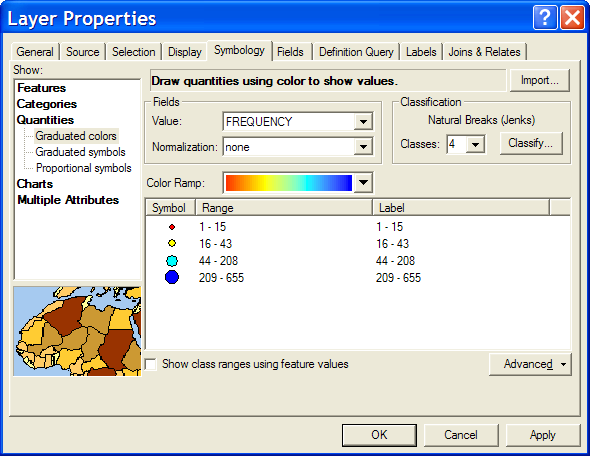 Layer Properties
General Source Selection Display Symbology Fields Definition Query Labels Joins & Relates
Show:
Features
Categories
Quantities
Graduated colors
Graduated symbols
Proportional symbols
Charts
Multiple Attributes
Draw quantities using color to show values.
Import...
Fields
Value: FREQUENCY
Normalization: none
Classification
Natural Breaks (Jenks)
Classes: 4 Classify...
Color Ramp:
Symbol Range Label
1 - 15 1 - 15
16 - 43 16 - 43
44 - 208 44 - 208
209 - 655 209 - 655
Show class ranges using feature values
Advanced
OK Cancel Apply